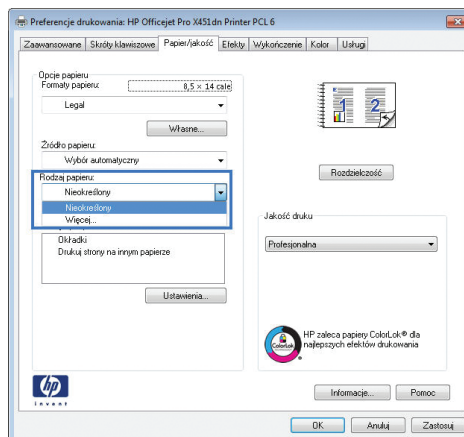 Preferencje drukowania: HP Officejet Pro X451dn Printer PCL 6
Zaawansowane Skróty klawiszowe Papier/jakość Efekty Wykończenie Kolor Usługi
Opcje papieru
Formaty papieru: 8,5 × 14 cale
Legal
Własne...
Źródło papieru:
Wybór automatyczny
Rodzaj papieru:
Nieokreślony
Nieokreślony
Więcej...
Okładki
Drukuj strony na innym papierze
Ustawienia...
1 2
Rozdzielczość
Jakość druku
Profesjonalna
ColorLok
HP zaleca papiery ColorLok® dla
najlepszych efektów drukowania
hp
invent
Informacje... Pomoc
OK Anuluj Zastosuj